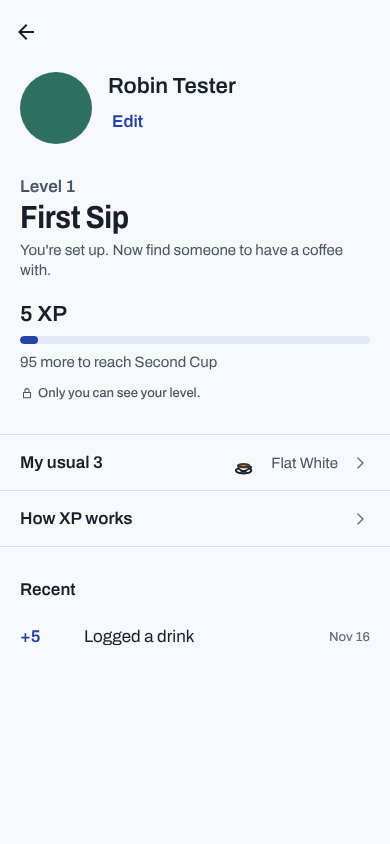 Robin Tester
Edit
Level 1
First Sip
You're set up. Now find someone to have a coffee
with.
5 XP
95 more to reach Second Cup
Only you can see your level.
My usual 3
Flat White
How XP works
Recent
+5 Logged a drink Nov 16